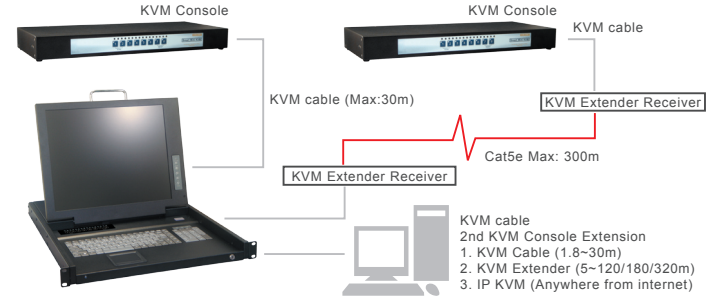 KVM Console
KVM Console
KVM cable
KVM cable (Max:30m)
KVM Extender Receiver
Cat5e Max: 300m
KVM Extender Receiver
KVM cable
2nd KVM Console Extension
1. KVM Cable (1.8~30m)
2. KVM Extender (5~120/180/320m)
3. IP KVM (Anywhere from internet)